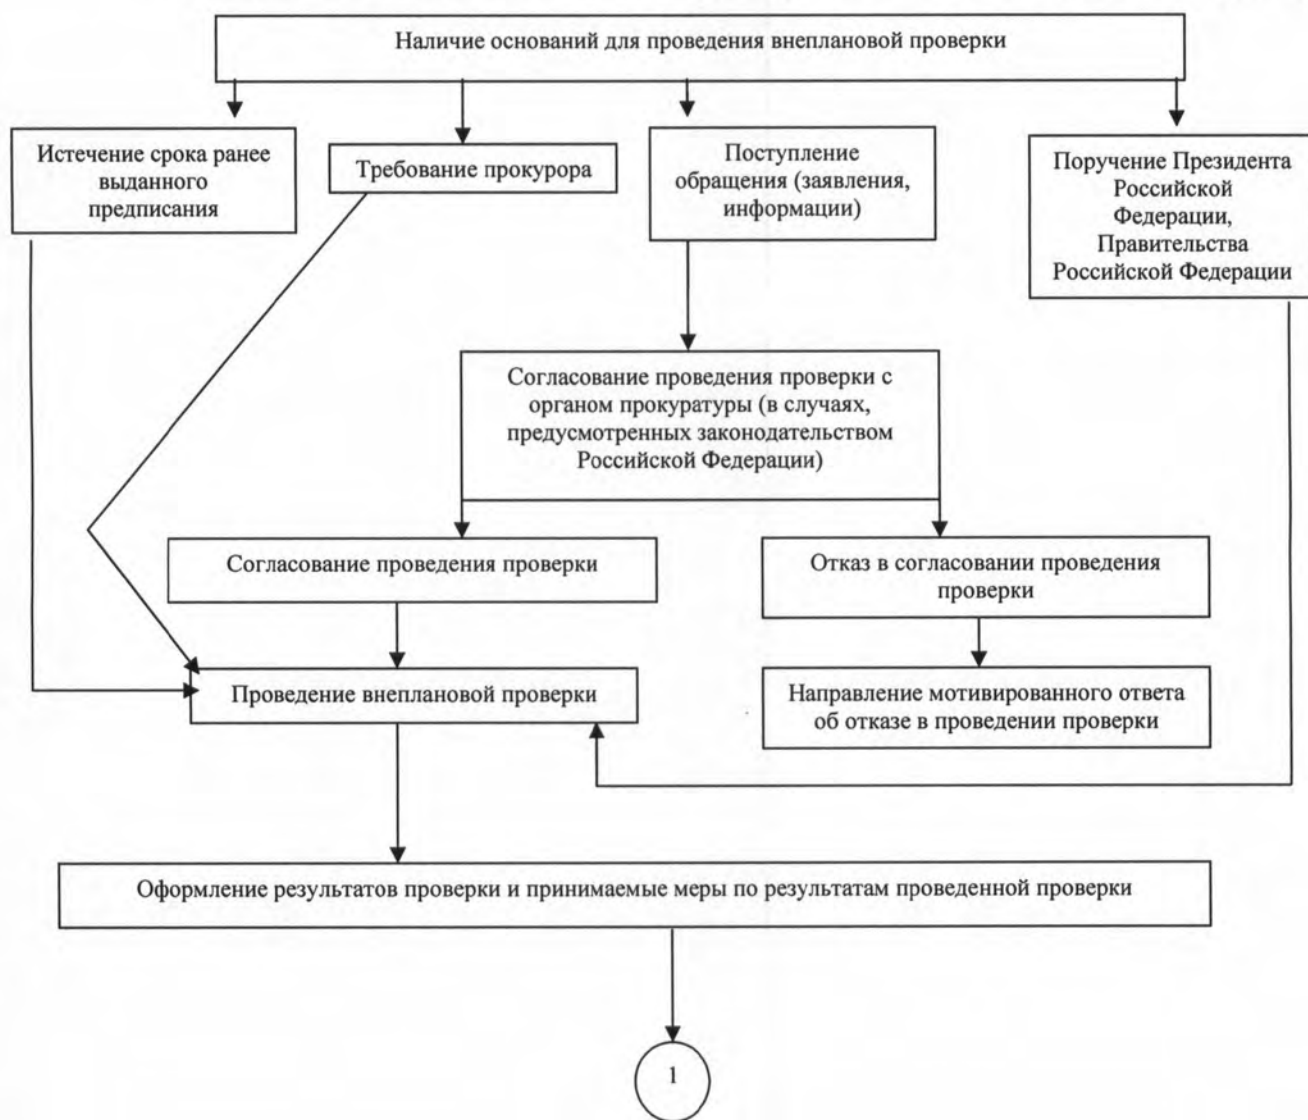 Наличие оснований для проведения внеплановой проверки
Истечение срока ранее
выданного
предписания
Требование прокурора
Поступление
обращения (заявления,
информации)
Поручение Президента
Российской
Федерации,
Правительства
Российской Федерации
Согласование проведения проверки с
органом прокуратуры (в случаях,
предусмотренных законодательством
Российской Федерации)
Согласование проведения проверки
Отказ в согласовании проведения
проверки
Проведение внеплановой проверки
Направление мотивированного ответа
об отказе в проведении проверки
Оформление результатов проверки и принимаемые меры по результатам проведенной проверки
1